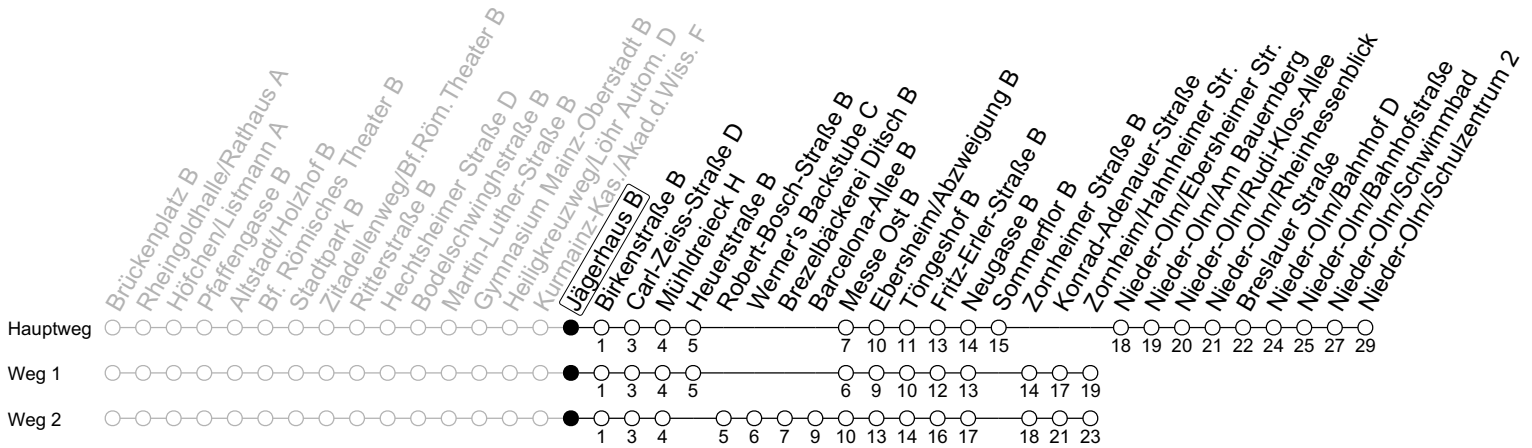 Brückenplatz B
Rheingoldhalle/Rathaus A
Höfchen/Listmann A
Pfaffengasse B
Altstadt/Holzhof B
Bf. Römisches Theater B
Stadtpark B
Zitadellenweg/Bf.Röm.Theater B
Ritterstraße B
Hechtsheimer Straße D
Bodelschwinghstraße B
Martin-Luther-Straße B
Gymnasium Mainz-Oberstadt B
Heiligkreuzweg/Löhr Autom. D
Kurmainz-Kas./Akad.d.Wiss. F
Jägerhaus B
Birkenstraße B
Carl-Zeiss-Straße D
Mühldreieck H
Heuerstraße B
Robert-Bosch-Straße B
Werner's Backstube C
Brezelbäckerei Ditsch B
Barcelona-Allee B
Messe Ost B
Ebersheim/Abzweigung B
Töngeshof B
Fritz-Erler-Straße B
Neugasse B
Sommerflor B
Zornheimer Straße B
Konrad-Adenauer-Straße
Zornheim/Hahnheimer Str.
Nieder-Olm/Ebersheimer Str.
Nieder-Olm/Am Bauernberg
Nieder-Olm/Rudi-Klos-Allee
Nieder-Olm/Rheinhessenblick
Breslauer Straße
Nieder-Olm/Bahnhof D
Nieder-Olm/Bahnhofstraße
Nieder-Olm/Schwimmbad
Nieder-Olm/Schulzentrum 2
Hauptweg
1 3 4 5 7 10 11 13 14 15 18 19 20 21 22 24 25 27 29
Weg 1
1 3 4 5 6 9 10 12 13 14 17 19
Weg 2
1 3 4 5 6 7 9 10 13 14 16 17 18 21 23